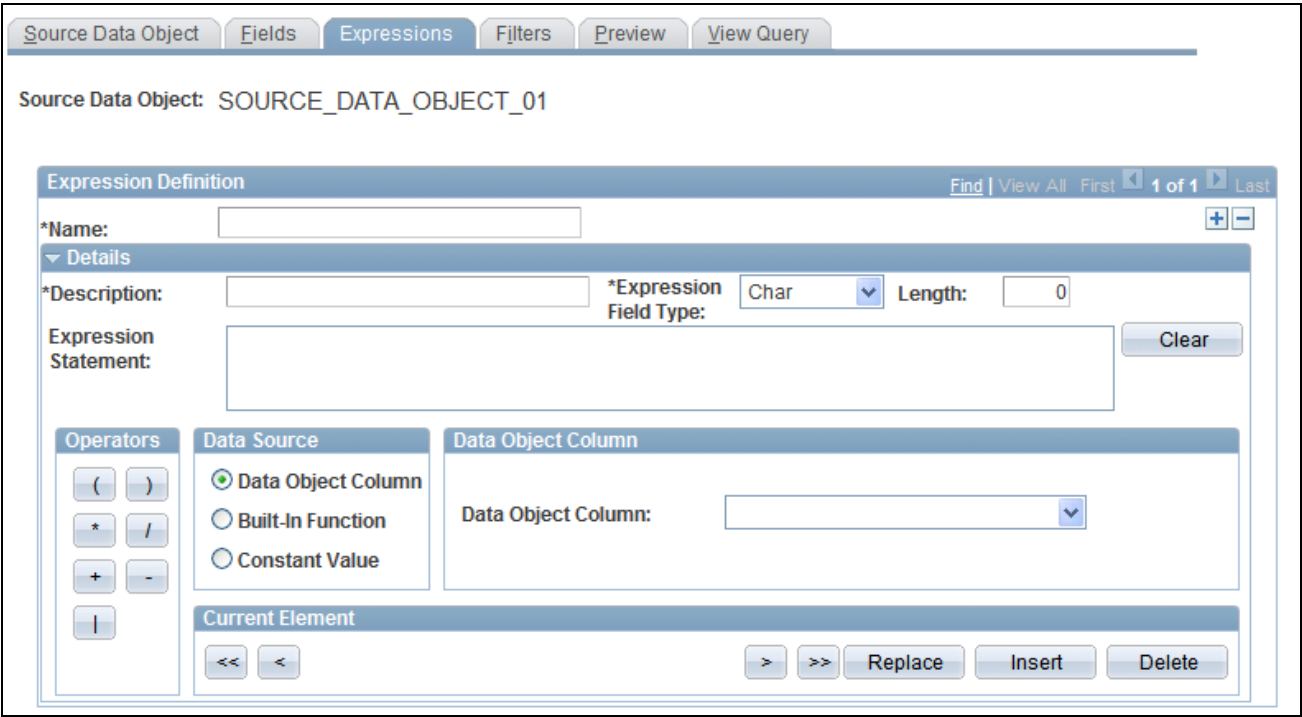 Source Data Object Fields Expressions Filters Preview View Query
Source Data Object: SOURCE_DATA_OBJECT_01
Expression Definition Find | View All First 1 of 1 Last
*Name:
+ -
Details
*Description: *Expression Field Type: Char Length: 0
Expression Statement: Clear
Operators Data Source Data Object Column
( )
* /
+ -
|
Data Object Column
Built-In Function
Constant Value
Data Object Column:
Current Element
<< < > >> Replace Insert Delete